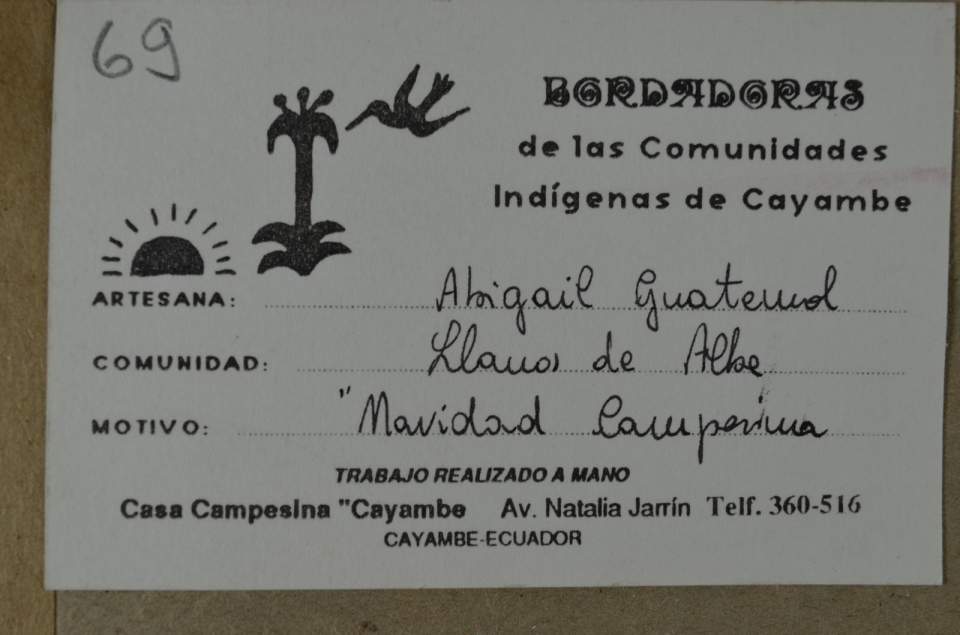 69
BORDADORAS
de las Comunidades
Indígenas de Cayambe
ARTESANA: Abigail Guatemal
COMUNIDAD: Llanos de Alba
MOTIVO: "Navidad Campesina
TRABAJO REALIZADO A MANO
Casa Campesina "Cayambe Av. Natalia Jarrín Telf. 360-516
CAYAMBE-ECUADOR